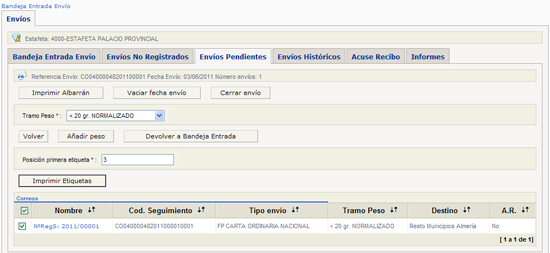 Bandeja Entrada Envío
Envíos
Estafeta: 4000-ESTAFETA PALACIO PROVINCIAL
Bandeja Entrada Envío Envíos No Registrados Envíos Pendientes Envíos Históricos Acuse Recibo Informes
Referencia Envío: CO04000048201100001 Fecha Envío: 03/06/2011 Número envíos: 1
Imprimir Albarrán Vaciar fecha envío Cerrar envío
Tramo Peso * : < 20 gr. NORMALIZADO
Volver Añadir peso Devolver a Bandeja Entrada
Posición primera etiqueta * : 3
Imprimir Etiquetas
Correos
Nombre Cod. Seguimiento Tipo envio Tramo Peso Destino A.R.
NºRegS: 2011/00001 CO040000482011000010001 FP CARTA ORDINARIA NACIONAL < 20 gr. NORMALIZADO Resto Municipios Almería No
[ 1 a 1 de 1]